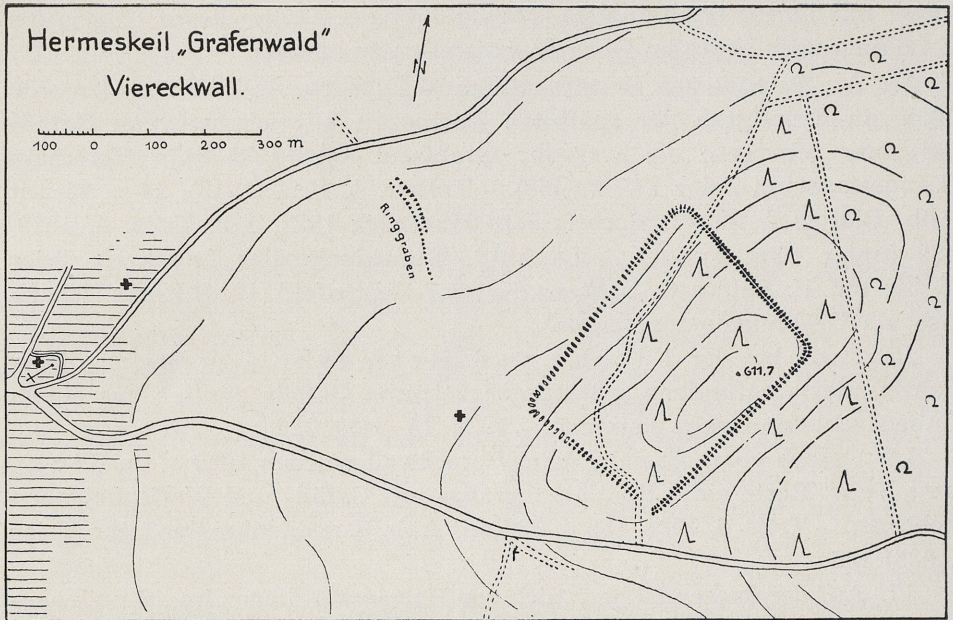 Hermeskeil „Grafenwald"
Viereckwall.
N
100 0 100 200 300 m
Ringgraben
611,7